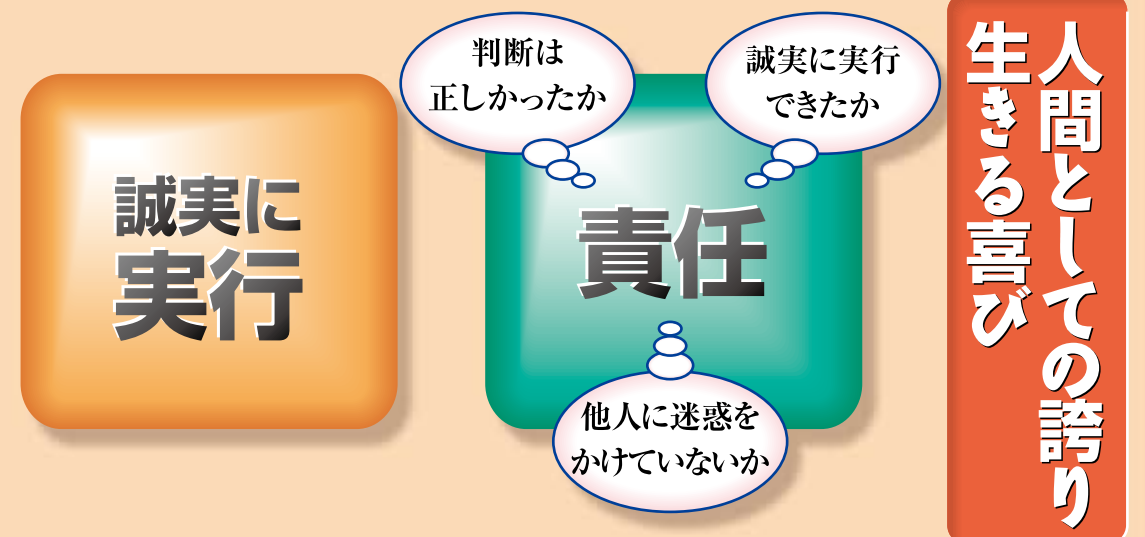 誠実に
実行
判断は
正しかったか
誠実に実行
できたか
責任
他人に迷惑を
かけていないか
人間としての誇り
生きる喜び